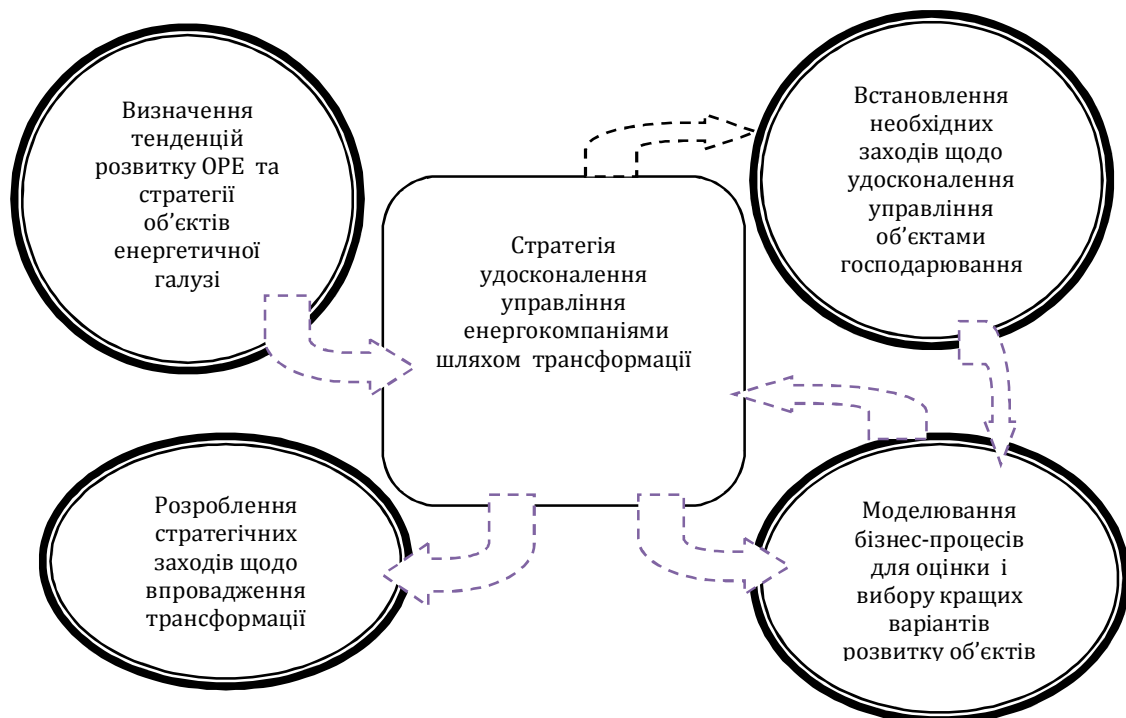 Визначення
тенденцій
розвитку ОРЕ та
стратегії
об’єктів
енергетичної
галузі
Встановлення
необхідних
заходів щодо
удосконалення
управління
об’єктами
господарювання
Стратегія
удосконалення
управління
енергокомпаніями
шляхом трансформації
Розроблення
стратегічних
заходів щодо
впровадження
трансформації
Моделювання
бізнес-процесів
для оцінки і
вибору кращих
варіантів
розвитку об’єктів